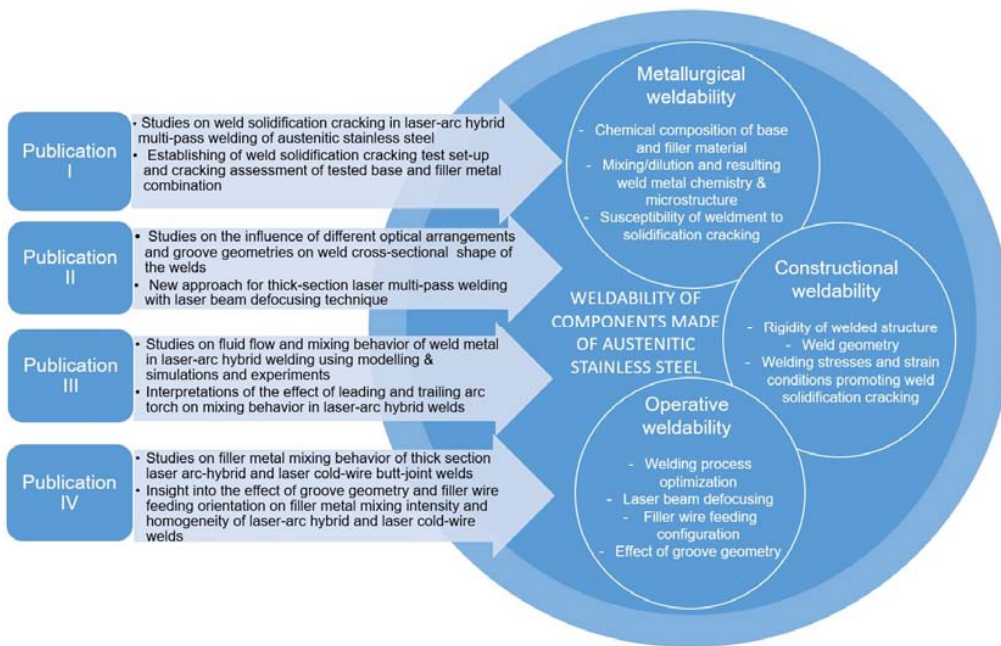 Publication
I
• Studies on weld solidification cracking in laser-arc hybrid
multi-pass welding of austenitic stainless steel
• Establishing of weld solidification cracking test set-up
and cracking assessment of tested base and filler metal
combination
Publication
II
• Studies on the influence of different optical arrangements
and groove geometries on weld cross-sectional shape of
the welds
• New approach for thick-section laser multi-pass welding
with laser beam defocusing technique
Publication
III
• Studies on fluid flow and mixing behavior of weld metal
in laser-arc hybrid welding using modelling &
simulations and experiments
• Interpretations of the effect of leading and trailing arc
torch on mixing behavior in laser-arc hybrid welds
Publication
IV
• Studies on filler metal mixing behavior of thick section
laser arc-hybrid and laser cold-wire butt-joint welds
• Insight into the effect of groove geometry and filler wire
feeding orientation on filler metal mixing intensity and
homogeneity of laser-arc hybrid and laser cold-wire
welds
Metallurgical
weldability
- Chemical composition of base
and filler material
- Mixing/dilution and resulting
weld metal chemistry &
microstructure
- Susceptibility of weldment to
solidification cracking
WELDABILITY OF
COMPONENTS MADE
OF AUSTENITIC
STAINLESS STEEL
Constructional
weldability
- Rigidity of welded structure
- Weld geometry
- Welding stresses and strain
conditions promoting weld
solidification cracking
Operative
weldability
- Welding process
optimization
- Laser beam defocusing
- Filler wire feeding
configuration
- Effect of groove geometry